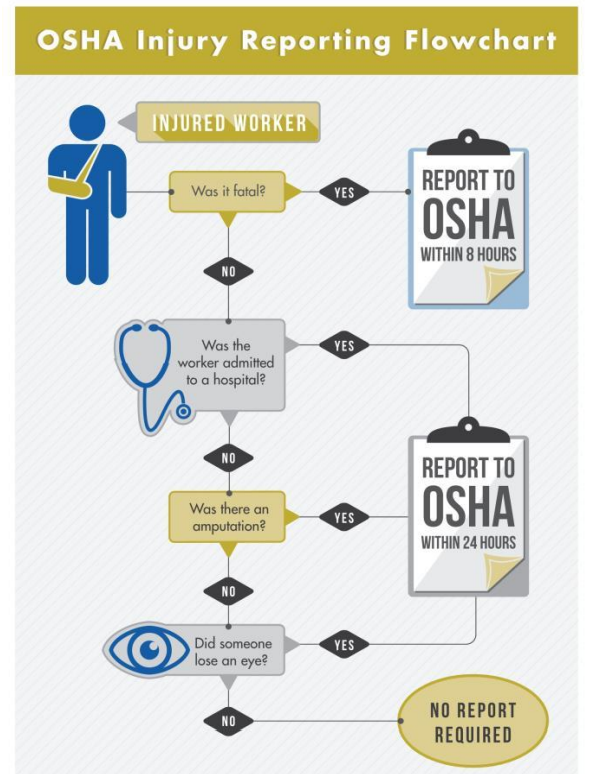 OSHA Injury Reporting Flowchart
INJURED WORKER
Was it fatal?
YES
REPORT TO
OSHA
WITHIN 8 HOURS
NO
Was the
worker admitted
to a hospital?
YES
NO
REPORT TO
OSHA
WITHIN 24 HOURS
Was there an
amputation?
YES
NO
Did someone
lose an eye?
YES
NO
NO REPORT
REQUIRED